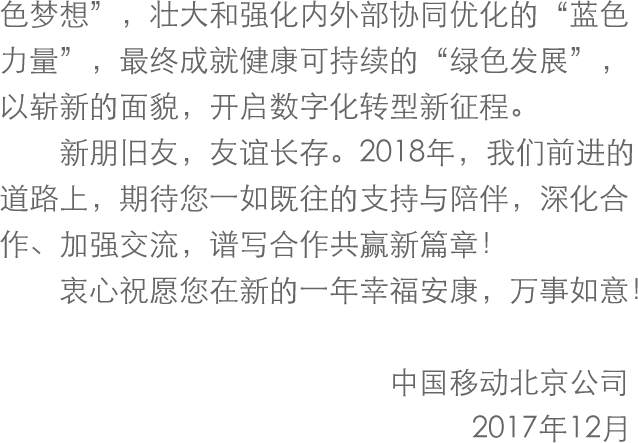 色梦想”，壮大和强化内外部协同优化的“蓝色
力量”，最终成就健康可持续的“绿色发展”，
以崭新的面貌，开启数字化转型新征程。
新朋旧友，友谊长存。2018年，我们前进的
道路上，期待您一如既往的支持与陪伴，深化合
作、加强交流，谱写合作共赢新篇章！
衷心祝愿您在新的一年幸福安康，万事如意！
中国移动北京公司
2017年12月